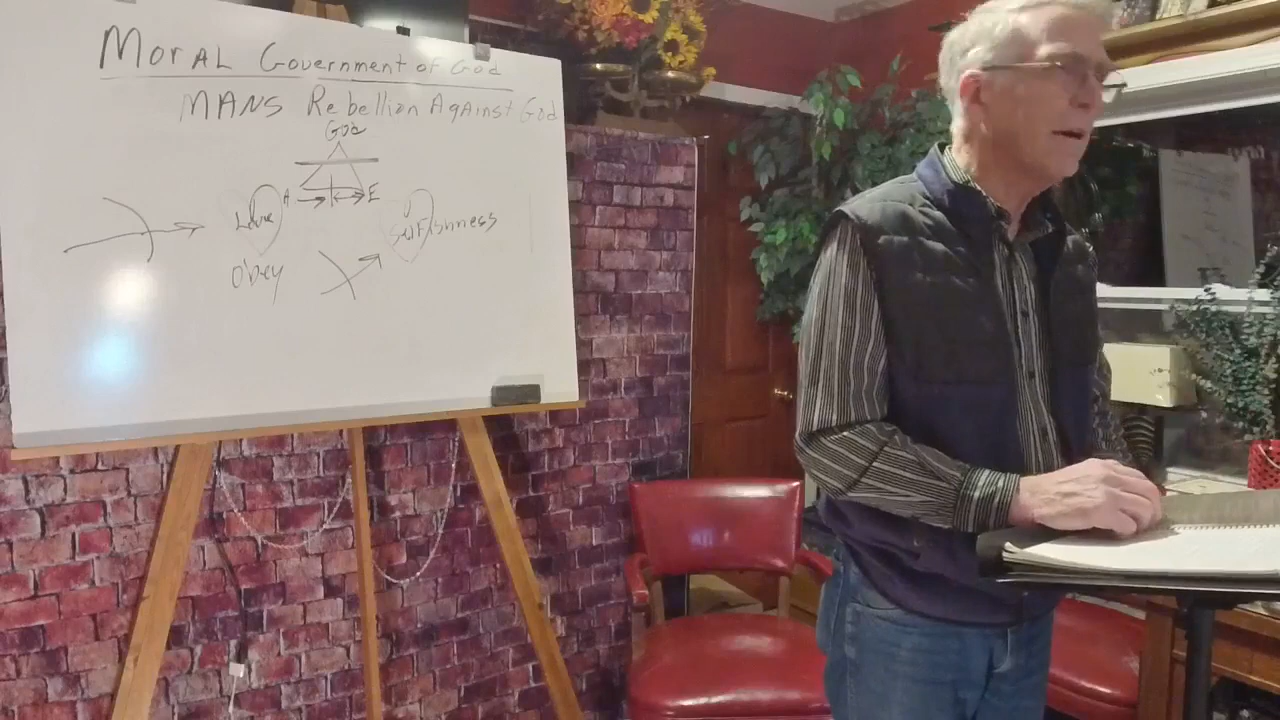 MORAL Government of God
MANS Rebellion Against God
God
A E
Love Selfishness
Obey